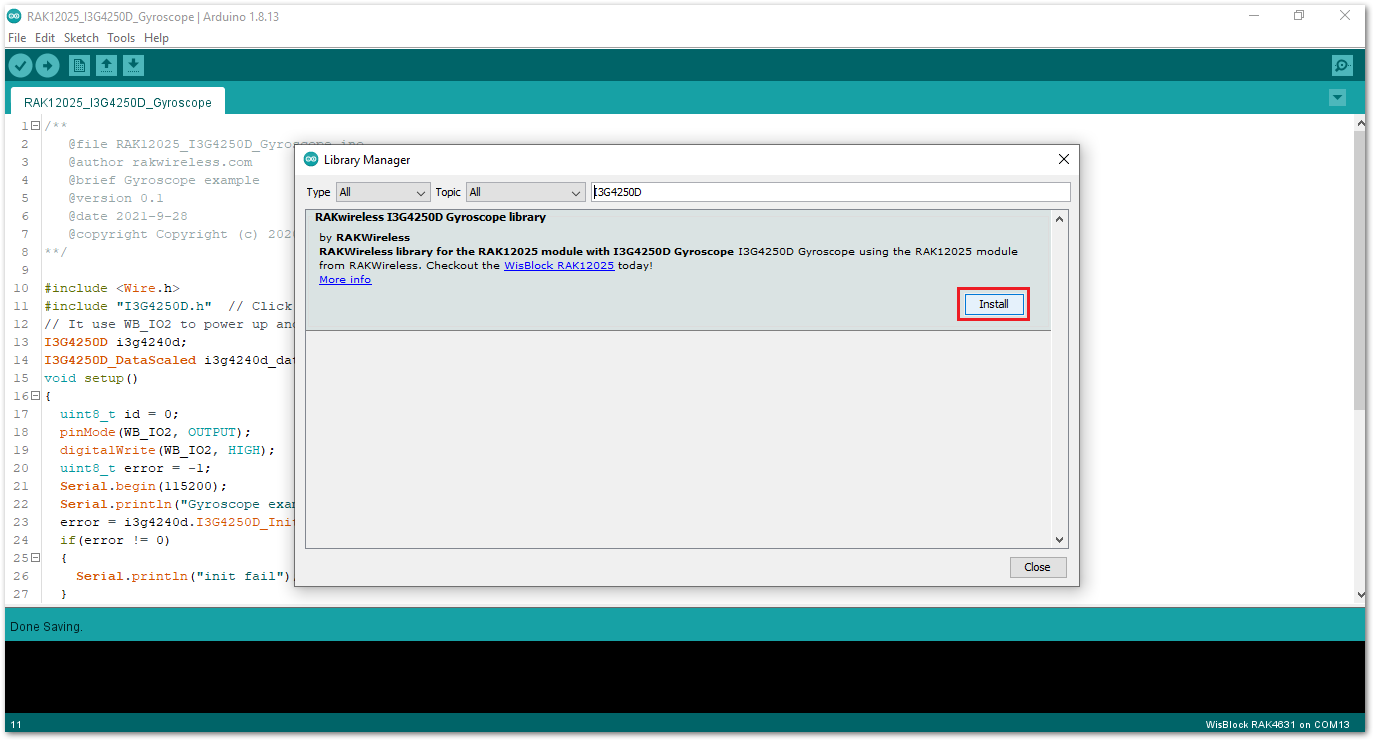 RAK12025_I3G4250D_Gyroscope | Arduino 1.8.13
File Edit Sketch Tools Help
RAK12025_I3G4250D_Gyroscope
1 /**
2 @file RAK12025_I3G4250D_Gyroscope.ino
3 @author rakwireless.com
4 @brief Gyroscope example
5 @version 0.1
6 @date 2021-9-28
7 @copyright Copyright (c) 202
8 **/
9
10 #include <Wire.h>
11 #include "I3G4250D.h" // Click
12 // It use WB_IO2 to power up and
13 I3G4250D i3g4240d;
14 I3G4250D_DataScaled i3g4240d_dat
15 void setup()
16 {
17 uint8_t id = 0;
18 pinMode(WB_IO2, OUTPUT);
19 digitalWrite(WB_IO2, HIGH);
20 uint8_t error = -1;
21 Serial.begin(115200);
22 Serial.println("Gyroscope exam
23 error = i3g4240d.I3G4250D_Init
24 if(error != 0)
25 {
26 Serial.println("init fail")
27 }
Library Manager
Type All Topic All I3G4250D
RAKwireless I3G4250D Gyroscope library
by RAKWireless
RAKWireless library for the RAK12025 module with I3G4250D Gyroscope I3G4250D Gyroscope using the RAK12025 module
from RAKWireless. Checkout the WisBlock RAK12025 today!
More info
Install
Close
Done Saving.
11 WisBlock RAK4631 on COM13